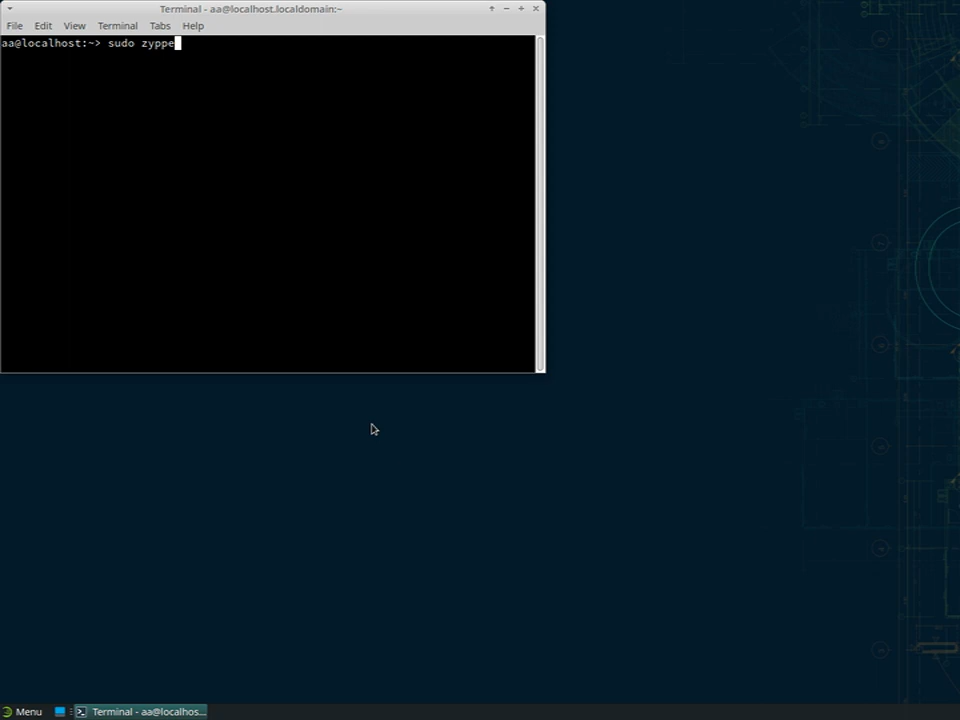 Terminal - aa@localhost.localdomain:~
File Edit View Terminal Tabs Help
aa@localhost:~> sudo zyppe
Menu Terminal - aa@localhos...